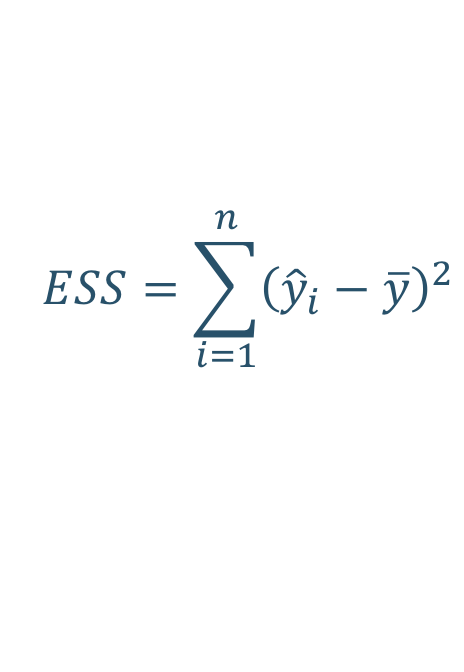 n
ESS = ∑ (ŷᵢ − ȳ)²
i=1